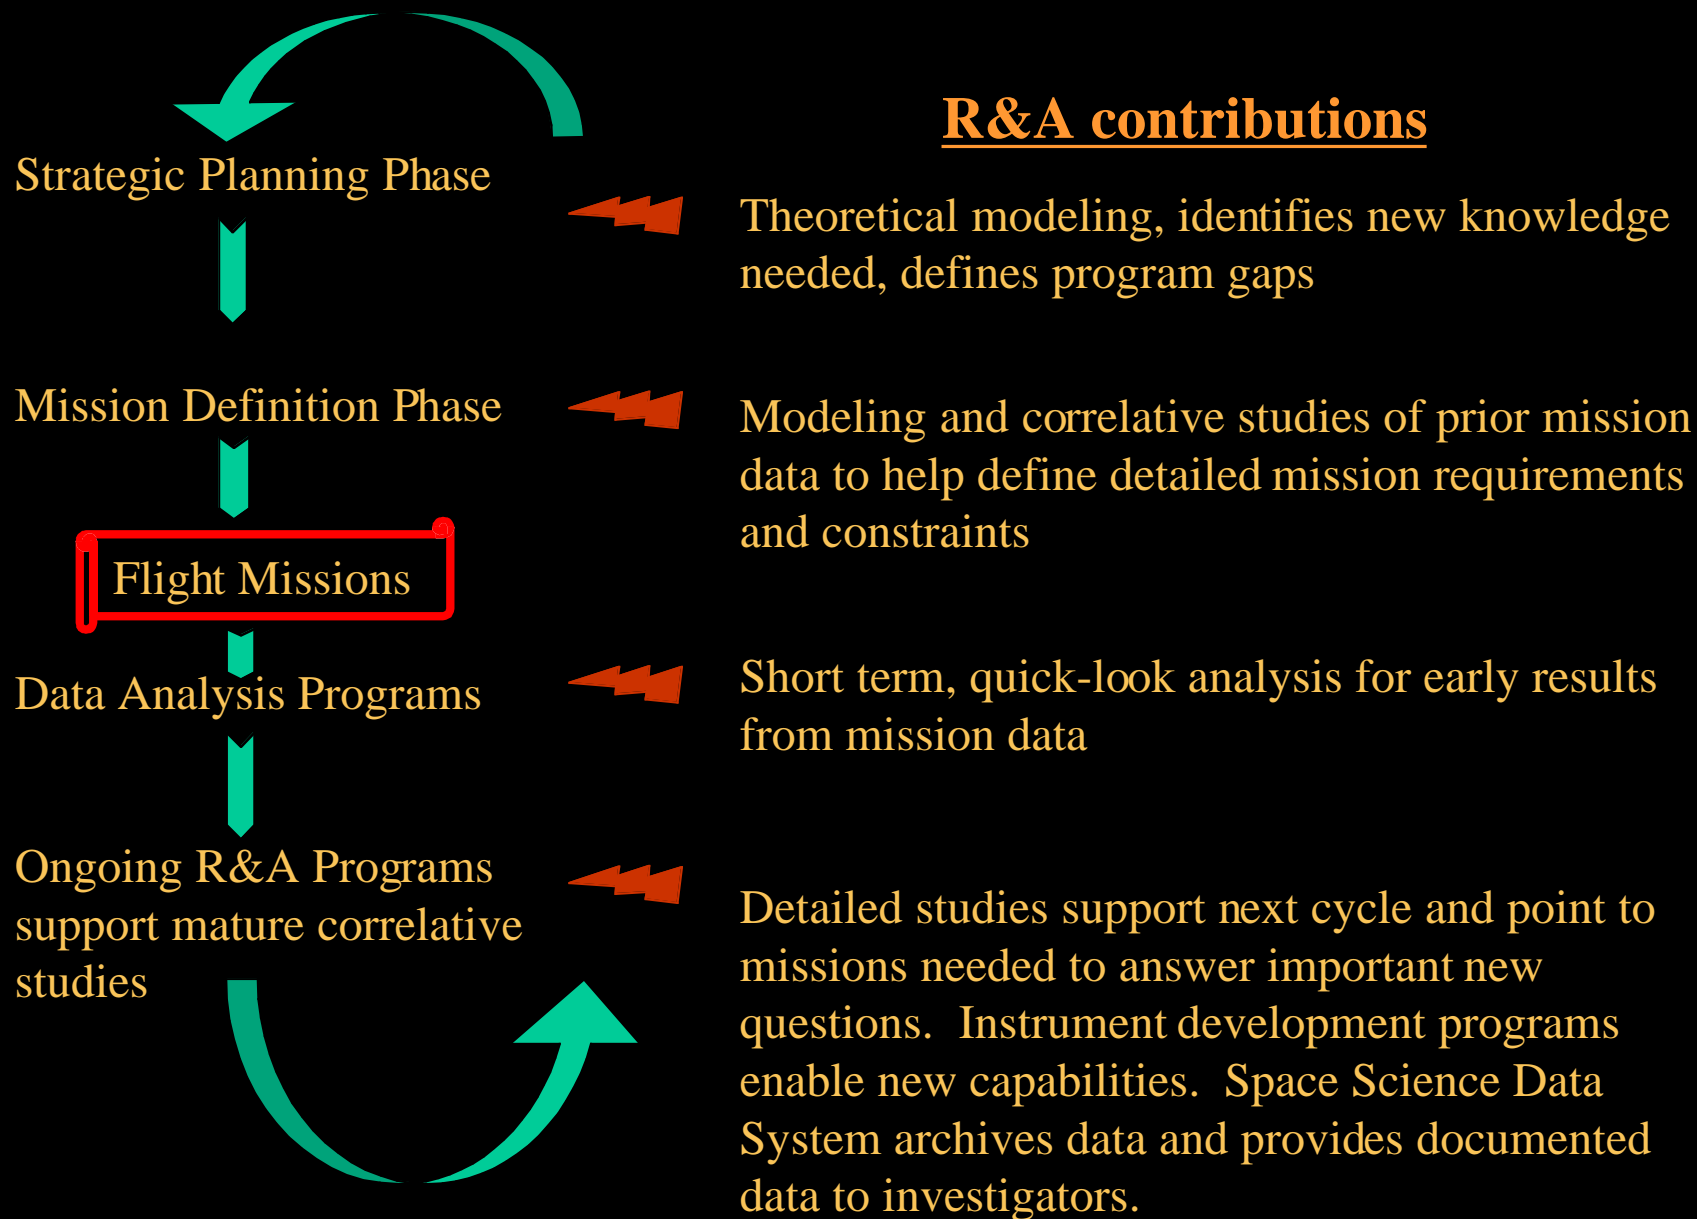 R&A contributions
Strategic Planning Phase
Theoretical modeling, identifies new knowledge
needed, defines program gaps
Mission Definition Phase
Modeling and correlative studies of prior mission
data to help define detailed mission requirements
and constraints
Flight Missions
Data Analysis Programs
Short term, quick-look analysis for early results
from mission data
Ongoing R&A Programs
support mature correlative
studies
Detailed studies support next cycle and point to
missions needed to answer important new
questions.  Instrument development programs
enable new capabilities.  Space Science Data
System archives data and provides documented
data to investigators.